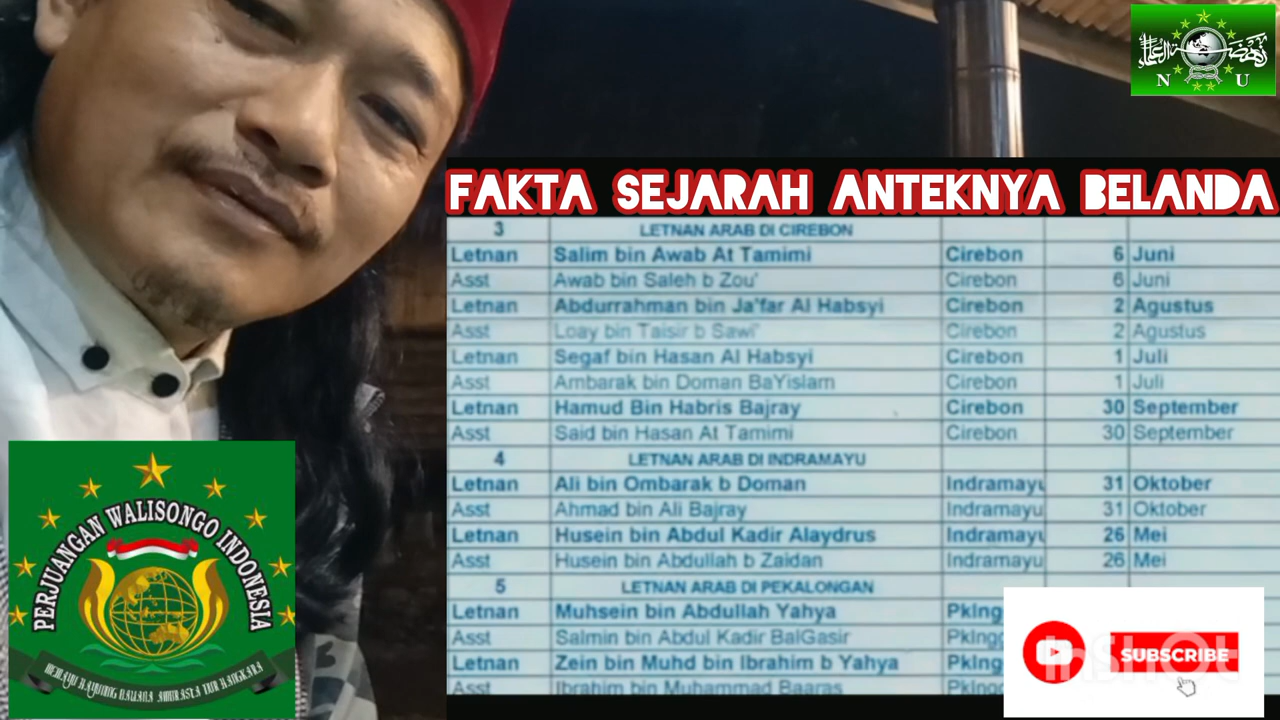 نهضة العلماء
N U
FAKTA SEJARAH ANTEKNYA BELANDA
3 LETNAN ARAB DI CIREBON
Letnan Salim bin Awab At Tamimi Cirebon 6 Juni
Asst Awab bin Saleh b Zou' Cirebon 6 Juni
Letnan Abdurrahman bin Ja'far Al Habsyi Cirebon 2 Agustus
Asst Loay bin Taisir b Sawi' Cirebon 2 Agustus
Letnan Segaf bin Hasan Al Habsyi Cirebon 1 Juli
Asst Ambarak bin Doman BaYislam Cirebon 1 Juli
Letnan Hamud Bin Habris Bajray Cirebon 30 September
Asst Said bin Hasan At Tamimi Cirebon 30 September
4 LETNAN ARAB DI INDRAMAYU
Letnan Ali bin Ombarak b Doman Indramayu 31 Oktober
Asst Ahmad bin Ali Bajray Indramayu 31 Oktober
Letnan Husein bin Abdul Kadir Alaydrus Indramayu 26 Mei
Asst Husein bin Abdullah b Zaidan Indramayu 26 Mei
5 LETNAN ARAB DI PEKALONGAN
Letnan Muhsein bin Abdullah Yahya Pklngg
Asst Salmin bin Abdul Kadir BalGasir Pklngg
Letnan Zein bin Muhd bin Ibrahim b Yahya Pklngg
Asst Ibrahim bin Muhammad Baaras Pklngg
PERJUANGAN WALISONGO INDONESIA
InShOt
SUBSCRIBE